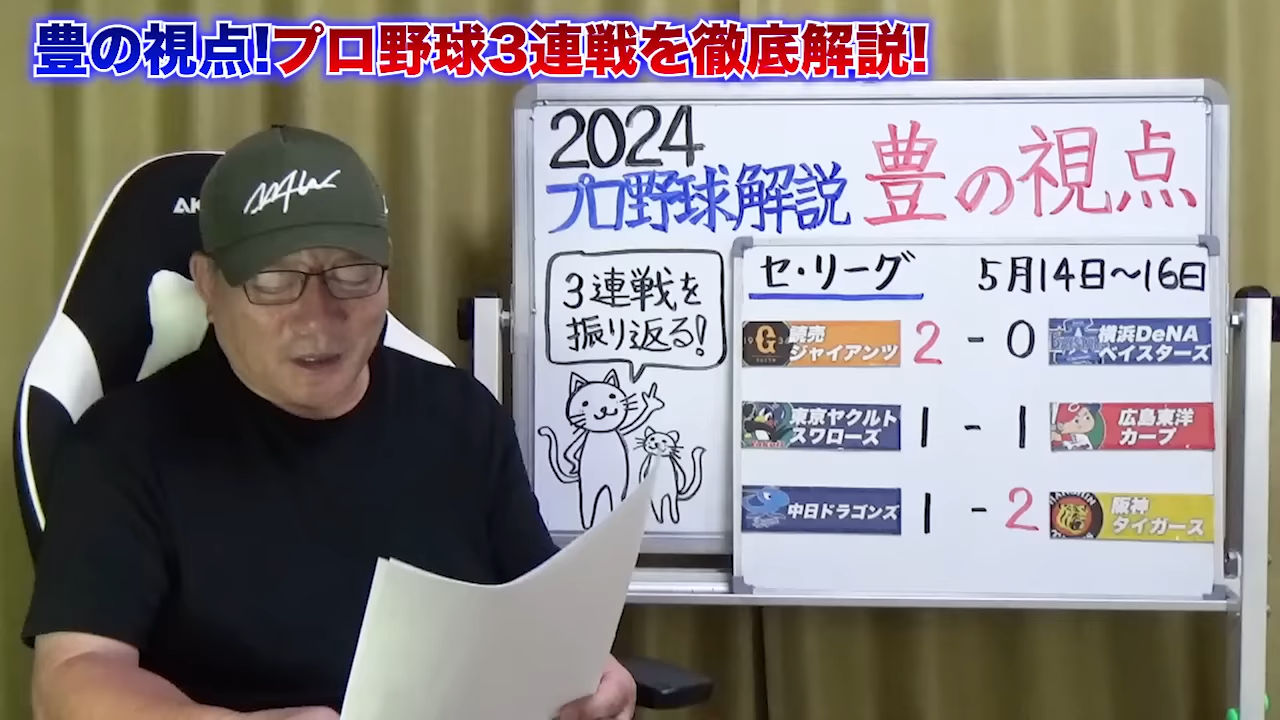 豊の視点!プロ野球3連戦を徹底解説!
2024
プロ野球解説 豊の視点
3連戦を
振り返る!
セ・リーグ 5月14日〜16日
G 読売
ジャイアンツ 2 - 0 横浜DeNA
ベイスターズ
東京ヤクルト
スワローズ 1 - 1 広島東洋
カープ
中日ドラゴンズ 1 - 2 阪神
タイガース